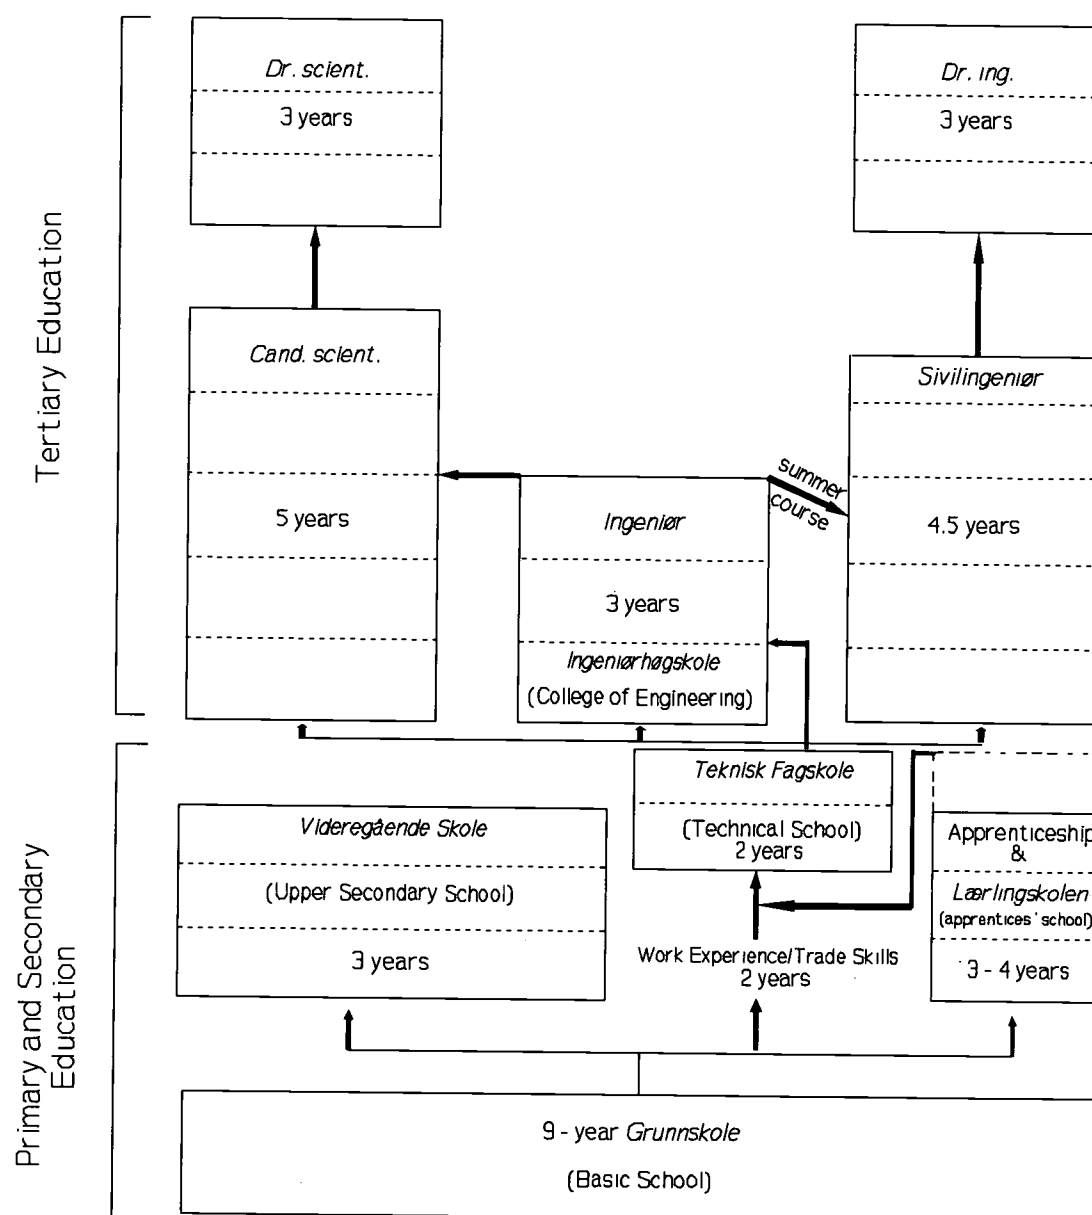 Tertiary Education
Dr. scient.
3 years
Dr. ing.
3 years
Cand. scient.
5 years
Sivilingeniør
4.5 years
summer
course
Ingeniør
3 years
Ingeniørhøgskole
(College of Engineering)
Primary and Secondary
Education
Teknisk Fagskole
(Technical School)
2 years
Videregående Skole
(Upper Secondary School)
3 years
Apprenticeship
&
Lærlingskolen
(apprentices' school)
3 - 4 years
Work Experience/Trade Skills
2 years
9 - year Grunnskole
(Basic School)